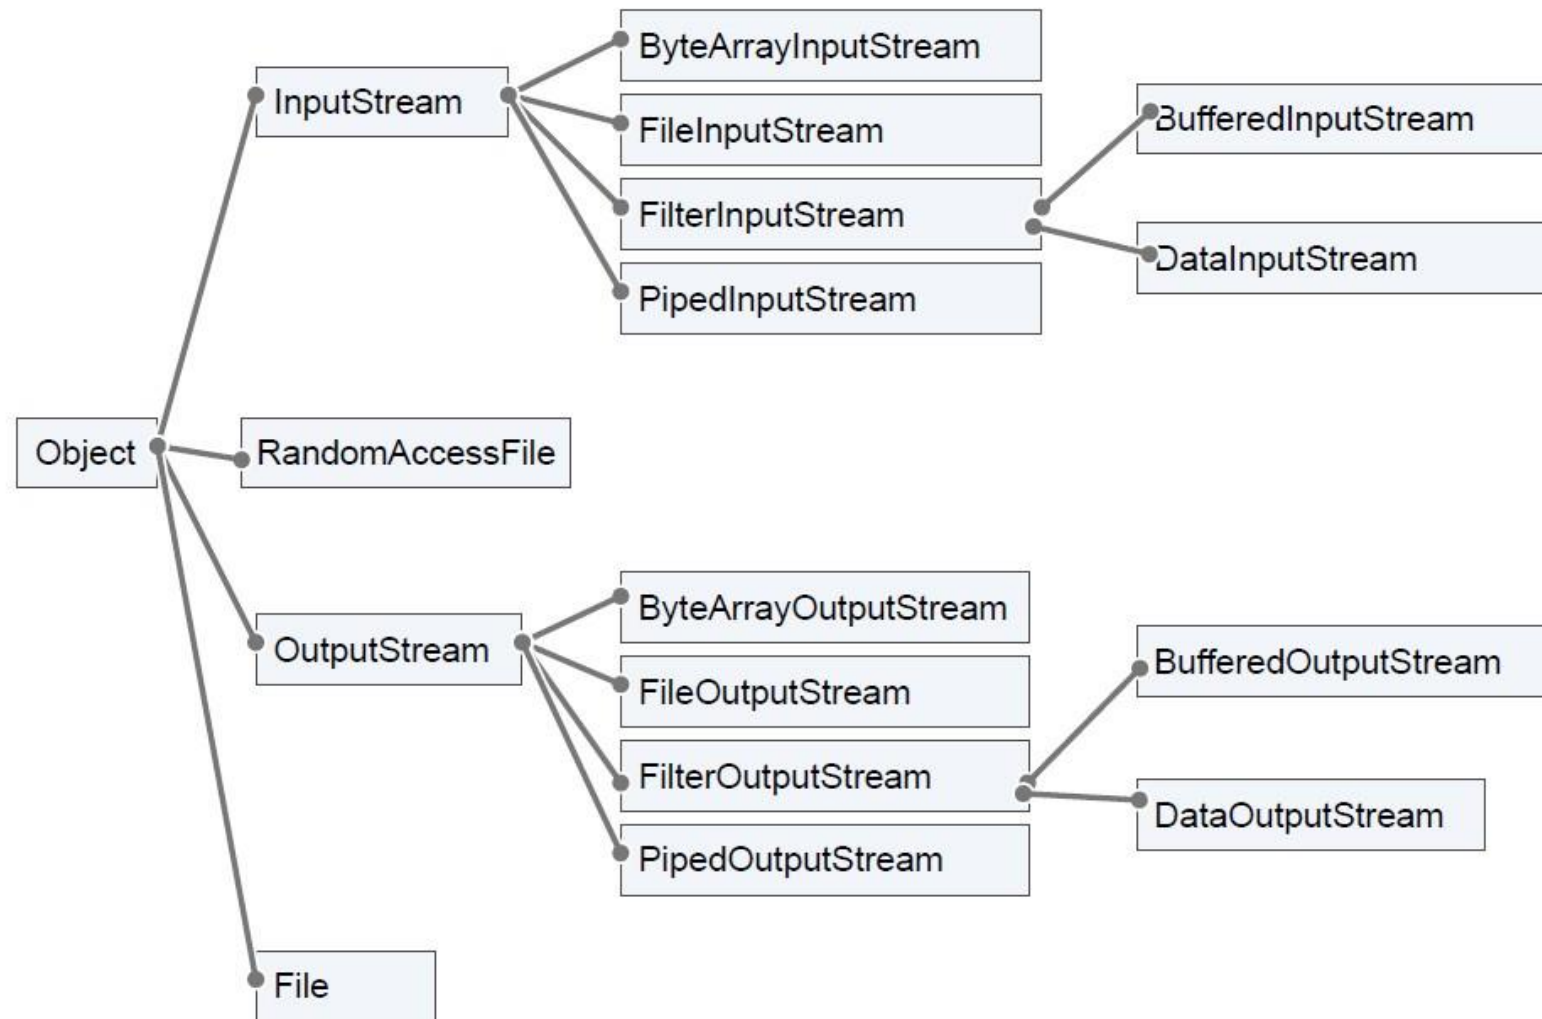 ByteArrayInputStream
InputStream
FileInputStream
BufferedInputStream
FilterInputStream
DataInputStream
PipedInputStream
Object
RandomAccessFile
ByteArrayOutputStream
OutputStream
FileOutputStream
BufferedOutputStream
FilterOutputStream
DataOutputStream
PipedOutputStream
File